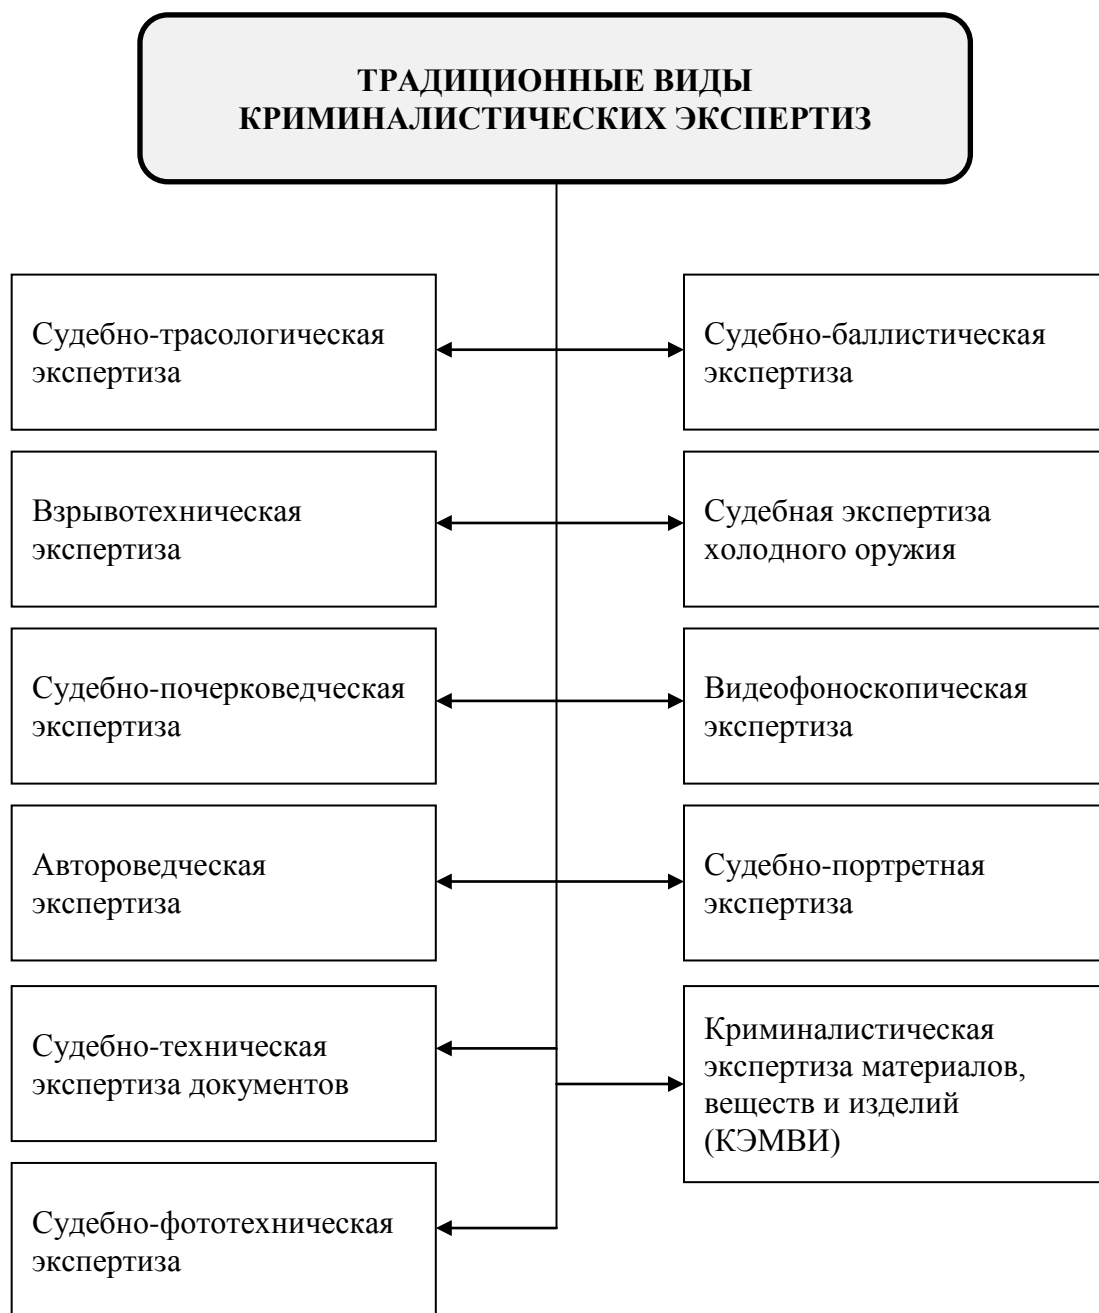 ТРАДИЦИОННЫЕ ВИДЫ
КРИМИНАЛИСТИЧЕСКИХ ЭКСПЕРТИЗ
Судебно-трасологическая
экспертиза
Судебно-баллистическая
экспертиза
Взрывотехническая
экспертиза
Судебная экспертиза
холодного оружия
Судебно-почерковедческая
экспертиза
Видеофоноскопическая
экспертиза
Автороведческая
экспертиза
Судебно-портретная
экспертиза
Судебно-техническая
экспертиза документов
Криминалистическая
экспертиза материалов,
веществ и изделий
(КЭМВИ)
Судебно-фототехническая
экспертиза